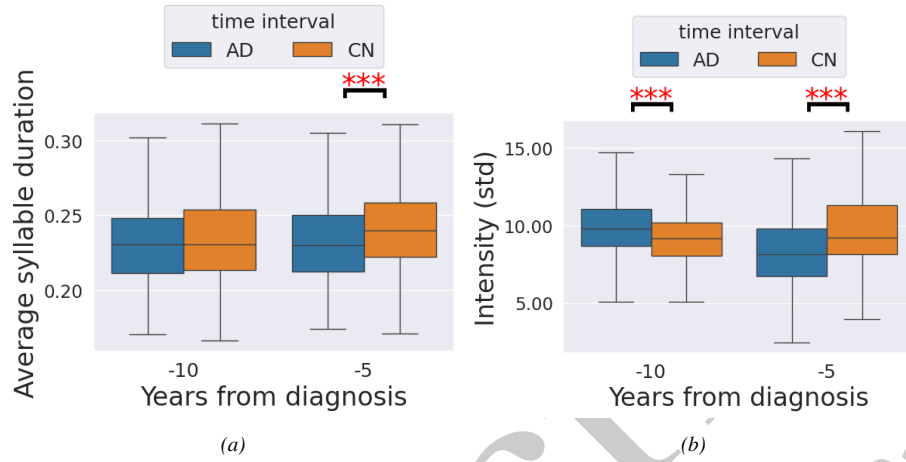 time interval
AD CN
***
Average syllable duration
0.30
0.25
0.20
-10 -5
Years from diagnosis
(a)
time interval
AD CN
*** ***
Intensity (std)
15.00
10.00
5.00
-10 -5
Years from diagnosis
(b)